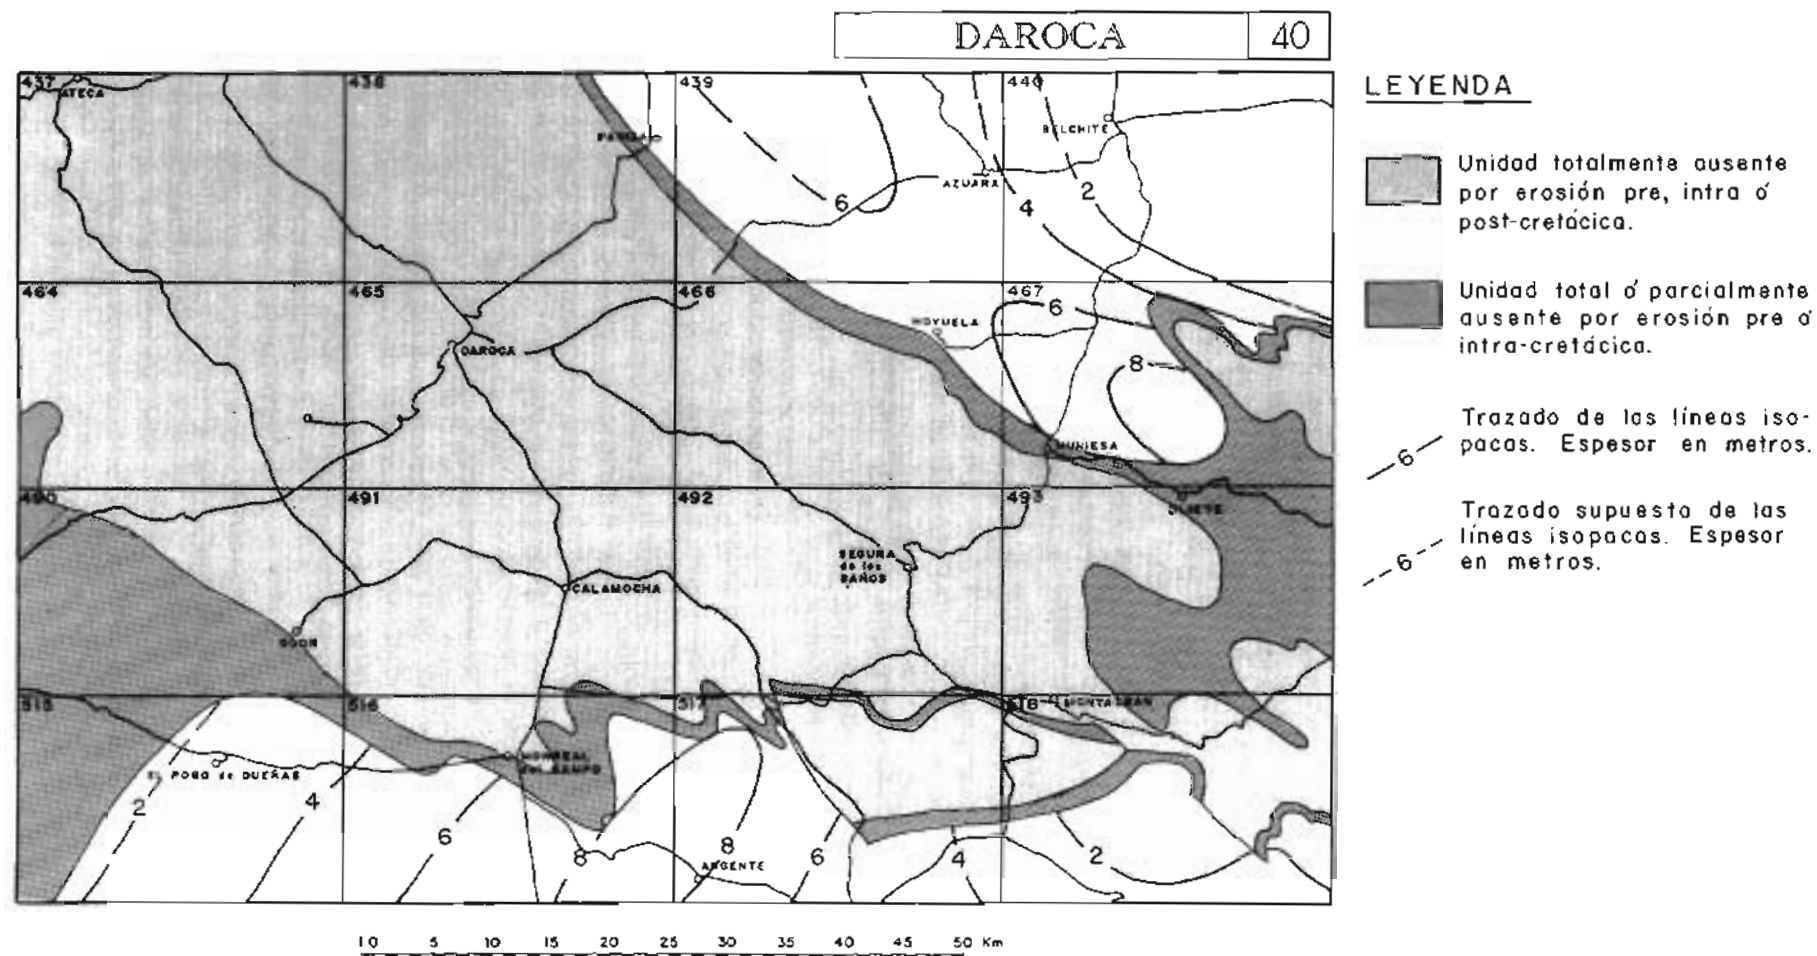 DAROCA 40
437 438 439 440
ATECA
BELCHITE
AZUARA
6 4 2
464 465 466 467
6
MOYUELA
DAROCA
8
MUNIESA
490 491 492 493
OLIETE
SEGURA
de los
BAÑOS
CALAMOCHA
515 516 517 518
MONTALBAN
MONREAL
del CAMPO
EL POBO de DUEÑAS
2 4 6 8 8 6 4 2
ARGENTE
10 5 10 15 20 25 30 35 40 45 50 Km
LEYENDA
Unidad totalmente ausente
por erosión pre, intra ó
post-cretácica.
Unidad total ó parcialmente
ausente por erosión pre ó
intra-cretácica.
Trazado de las líneas iso-
pacas. Espesor en metros.
6
Trazado supuesto de las
líneas isopacas. Espesor
en metros.
6